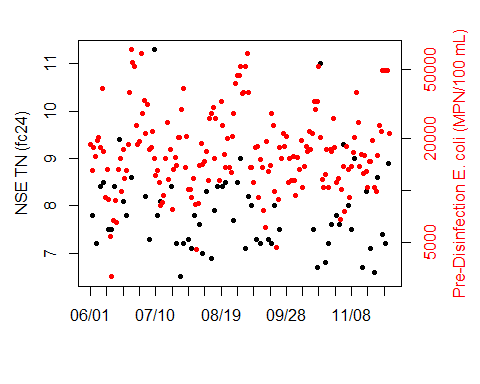 NSE TN (fc24)
11
10
9
8
7
06/01 07/10 08/19 09/28 11/08
50000
20000
5000
Pre-Disinfection E. coli (MPN/100 mL)